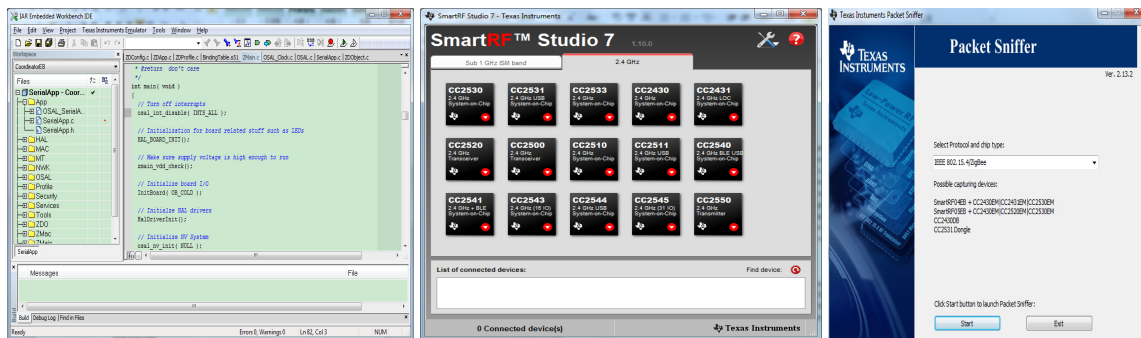 IAR Embedded Workbench IDE
File Edit View Project Texas Instruments Emulator Tools Window Help
Workspace
CoordinatorEB
Files
SerialApp - Coor...
App
OSAL_SerialA...
SerialApp.c
SerialApp.h
HAL
MAC
MT
NWK
OSAL
Profile
Security
Services
Tools
ZDO
ZMac
ZMain
SerialApp
ZDConfig.c | ZDApp.c | ZDProfile.c | BindingTable.s51 | ZMain.c | OSAL_Clock.c | OSAL.c | SerialApp.c | ZDObject.c
* @return don't care
*/
int main( void )
{
// Turn off interrupts
osal_int_disable( INTS_ALL );
// Initialization for board related stuff such as LEDs
HAL_BOARD_INIT();
// Make sure supply voltage is high enough to run
zmain_vdd_check();
// Initialize board I/O
InitBoard( OB_COLD );
// Initialze HAL drivers
HalDriverInit();
// Initialize NV System
osal_nv_init( NULL );
Messages
File
Build | Debug Log | Find in Files
Ready
Errors 0, Warnings 0
Ln 82, Col 3
NUM
SmartRF Studio 7 - Texas Instruments
SmartRF™ Studio 7 1.10.0
Sub 1 GHz ISM band
2.4 GHz
CC2530
2.4 GHz
System-on-Chip
CC2531
2.4 GHz USB
System-on-Chip
CC2533
2.4 GHz
System-on-Chip
CC2430
2.4 GHz
System-on-Chip
CC2431
2.4 GHz LOC
System-on-Chip
CC2520
2.4 GHz
Transceiver
CC2500
2.4 GHz
Transceiver
CC2510
2.4 GHz
System-on-Chip
CC2511
2.4 GHz USB
System-on-Chip
CC2540
2.4 GHz BLE USB
System-on-Chip
CC2541
2.4 GHz + BLE
System-on-Chip
CC2543
2.4 GHz (16 IO)
System-on-Chip
CC2544
2.4 GHz USB
System-on-Chip
CC2545
2.4 GHz (31 IO)
System-on-Chip
CC2550
2.4 GHz
Transmitter
List of connected devices:
Find device:
0 Connected device(s)
Texas Instruments
Texas Instruments Packet Sniffer
TEXAS
INSTRUMENTS
Packet Sniffer
Ver. 2.13.2
Low-Power RF
Select Protocol and chip type:
IEEE 802.15.4/ZigBee
Possible capturing devices:
SmartRF04EB + CC2430EM|CC2431EM|CC2530EM
SmartRF05EB + CC2430EM|CC2520EM|CC2530EM
CC2430DB
CC2531 Dongle
Click Start button to launch Packet Sniffer:
Start
Exit